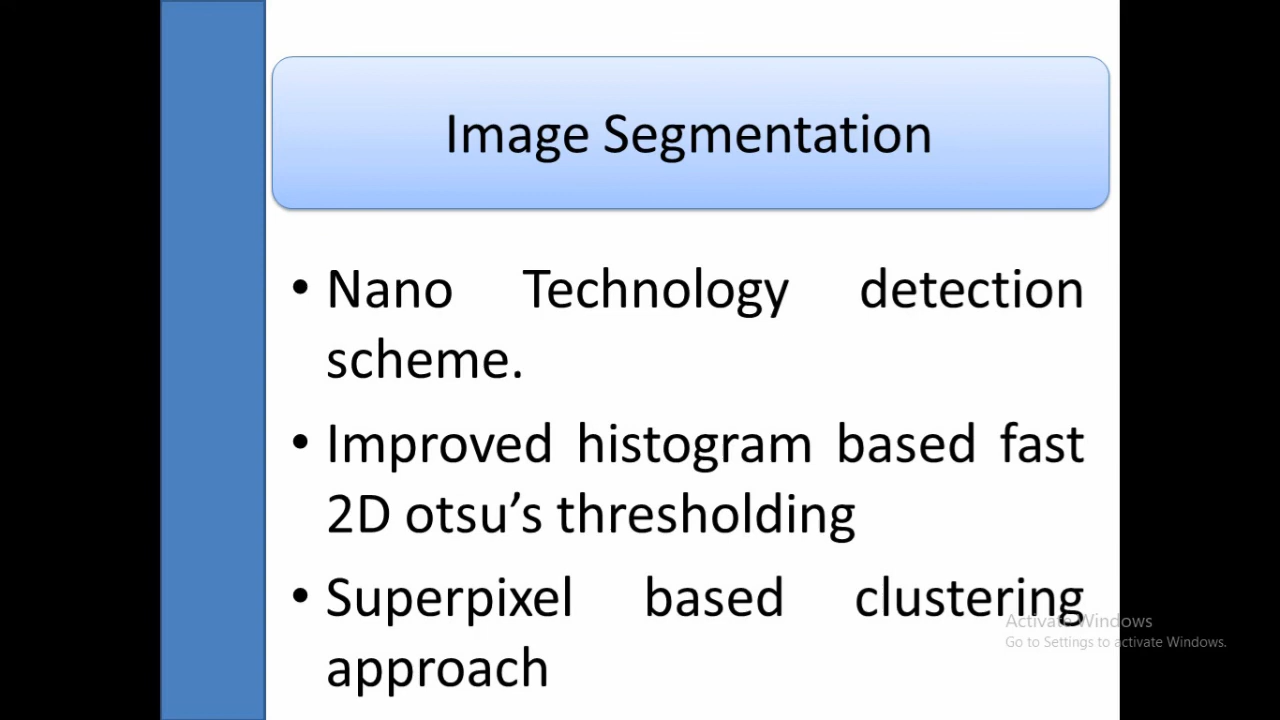 Image Segmentation
• Nano Technology detection
scheme.
• Improved histogram based fast
2D otsu’s thresholding
• Superpixel based clustering
approach
Activate Windows
Go to Settings to activate Windows.